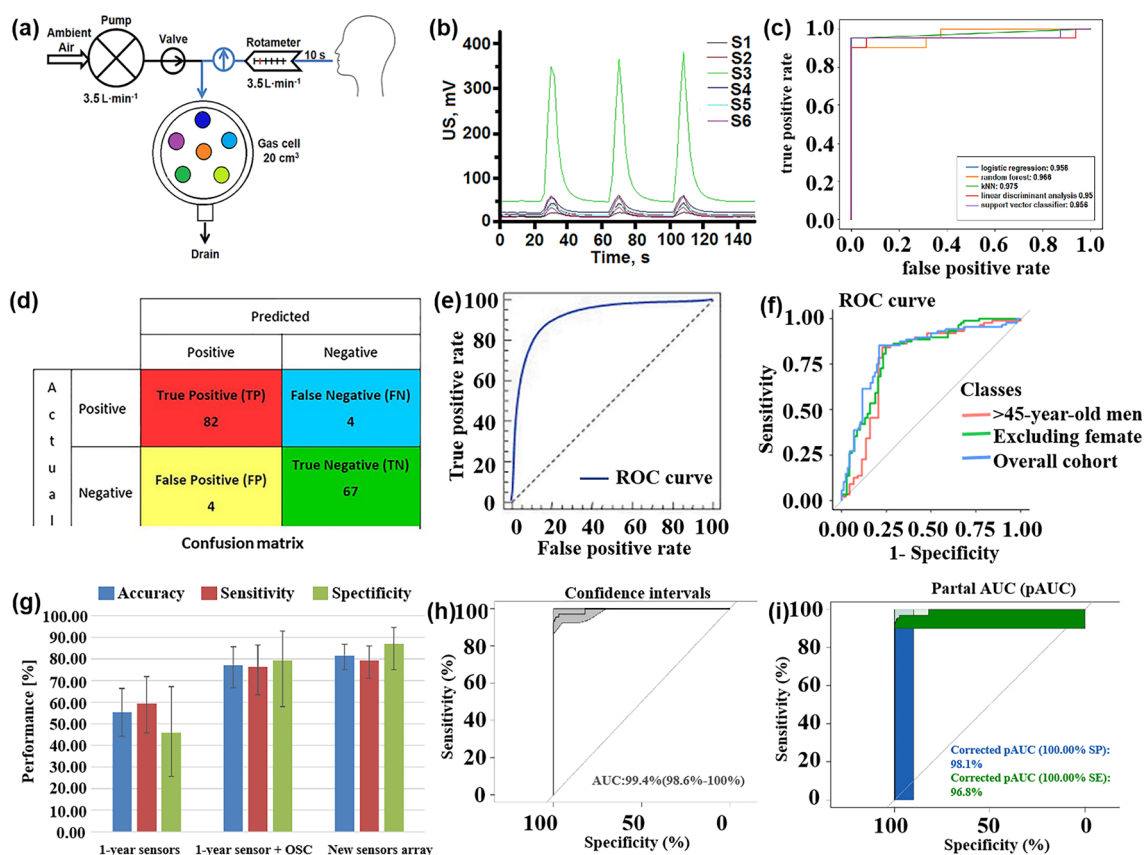 (a)
Pump
Ambient
Air
Valve
Rotameter
10 s
3.5 L·min⁻¹
3.5 L·min⁻¹
Gas cell
20 cm³
Drain
(b)
US, mV
400
300
200
100
0
0 20 40 60 80 100 120 140
Time, s
S1
S2
S3
S4
S5
S6
(c)
true positive rate
1.0
0.8
0.6
0.4
0.2
0.0
0.0 0.2 0.4 0.6 0.8 1.0
false positive rate
logistic regression: 0.956
random forest: 0.966
kNN: 0.975
linear discriminant analysis 0.95
support vector classifier: 0.956
(d)
Predicted
Positive Negative
Actual
Positive
True Positive (TP)
82
False Negative (FN)
4
Negative
False Positive (FP)
4
True Negative (TN)
67
Confusion matrix
(e)
True positive rate
100
80
60
40
20
0
0 20 40 60 80 100
False positive rate
ROC curve
(f)
ROC curve
Sensitivity
1.00
0.75
0.50
0.25
0.00
0.00 0.25 0.50 0.75 1.00
1- Specificity
Classes
>45-year-old men
Excluding femate
Overall cohort
(g)
Accuracy Sensitivity Spectificity
Performance [%]
100.00
90.00
80.00
70.00
60.00
50.00
40.00
30.00
20.00
10.00
0.00
1-year sensors 1-year sensor + OSC New sensors array
(h)
Confidence intervals
Sensitivity (%)
100
80
60
40
20
0
100 50 0
Specificity (%)
AUC:99.4%(98.6%-100%)
(i)
Partal AUC (pAUC)
Sensitivity (%)
100
80
60
40
20
0
100 50 0
Specificity (%)
Corrected pAUC (100.00% SP):
98.1%
Corrected pAUC (100.00% SE):
96.8%